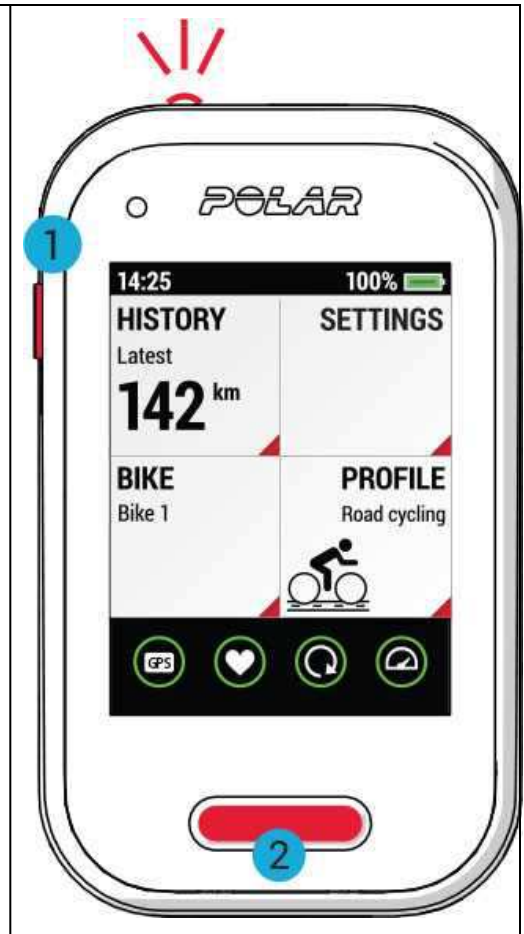 POLAR
1
14:25 100%
HISTORY SETTINGS
Latest
142 km
BIKE PROFILE
Bike 1 Road cycling
GPS
2